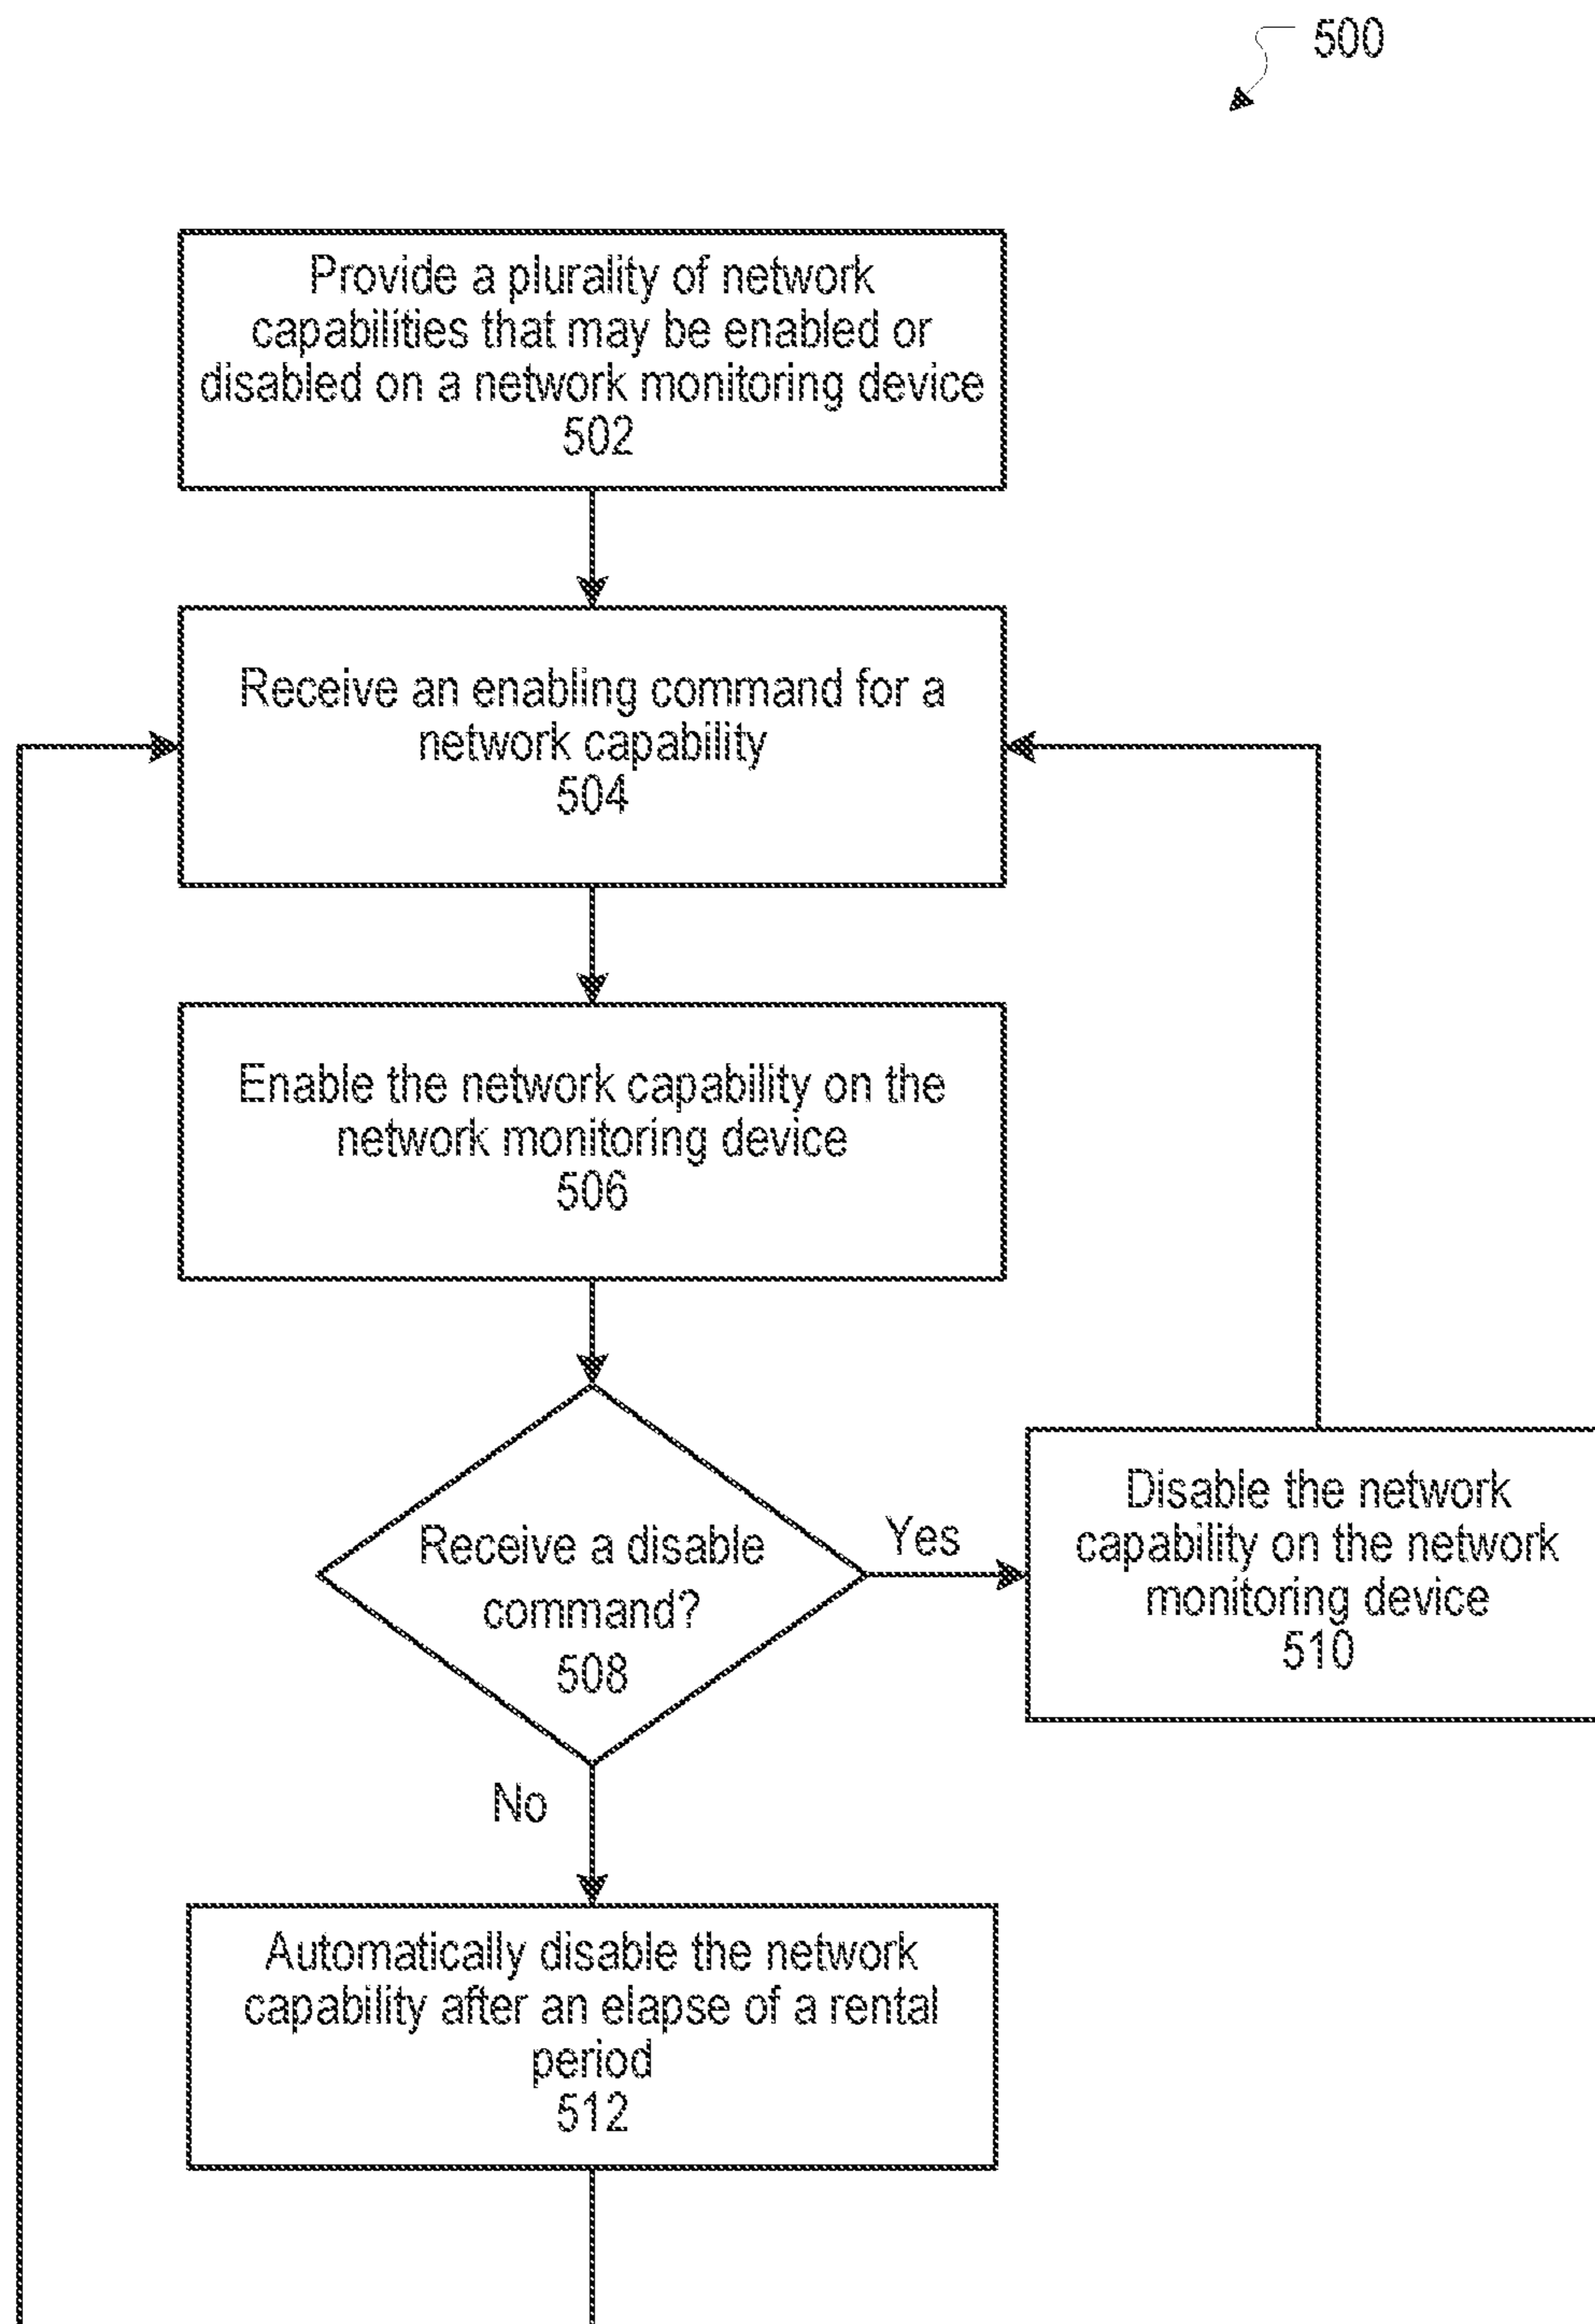 500
Provide a plurality of network
capabilities that may be enabled or
disabled on a network monitoring device
502
Receive an enabling command for a
network capability
504
Enable the network capability on the
network monitoring device
506
Receive a disable
command?
508
Yes
Disable the network
capability on the network
monitoring device
510
No
Automatically disable the network
capability after an elapse of a rental
period
512